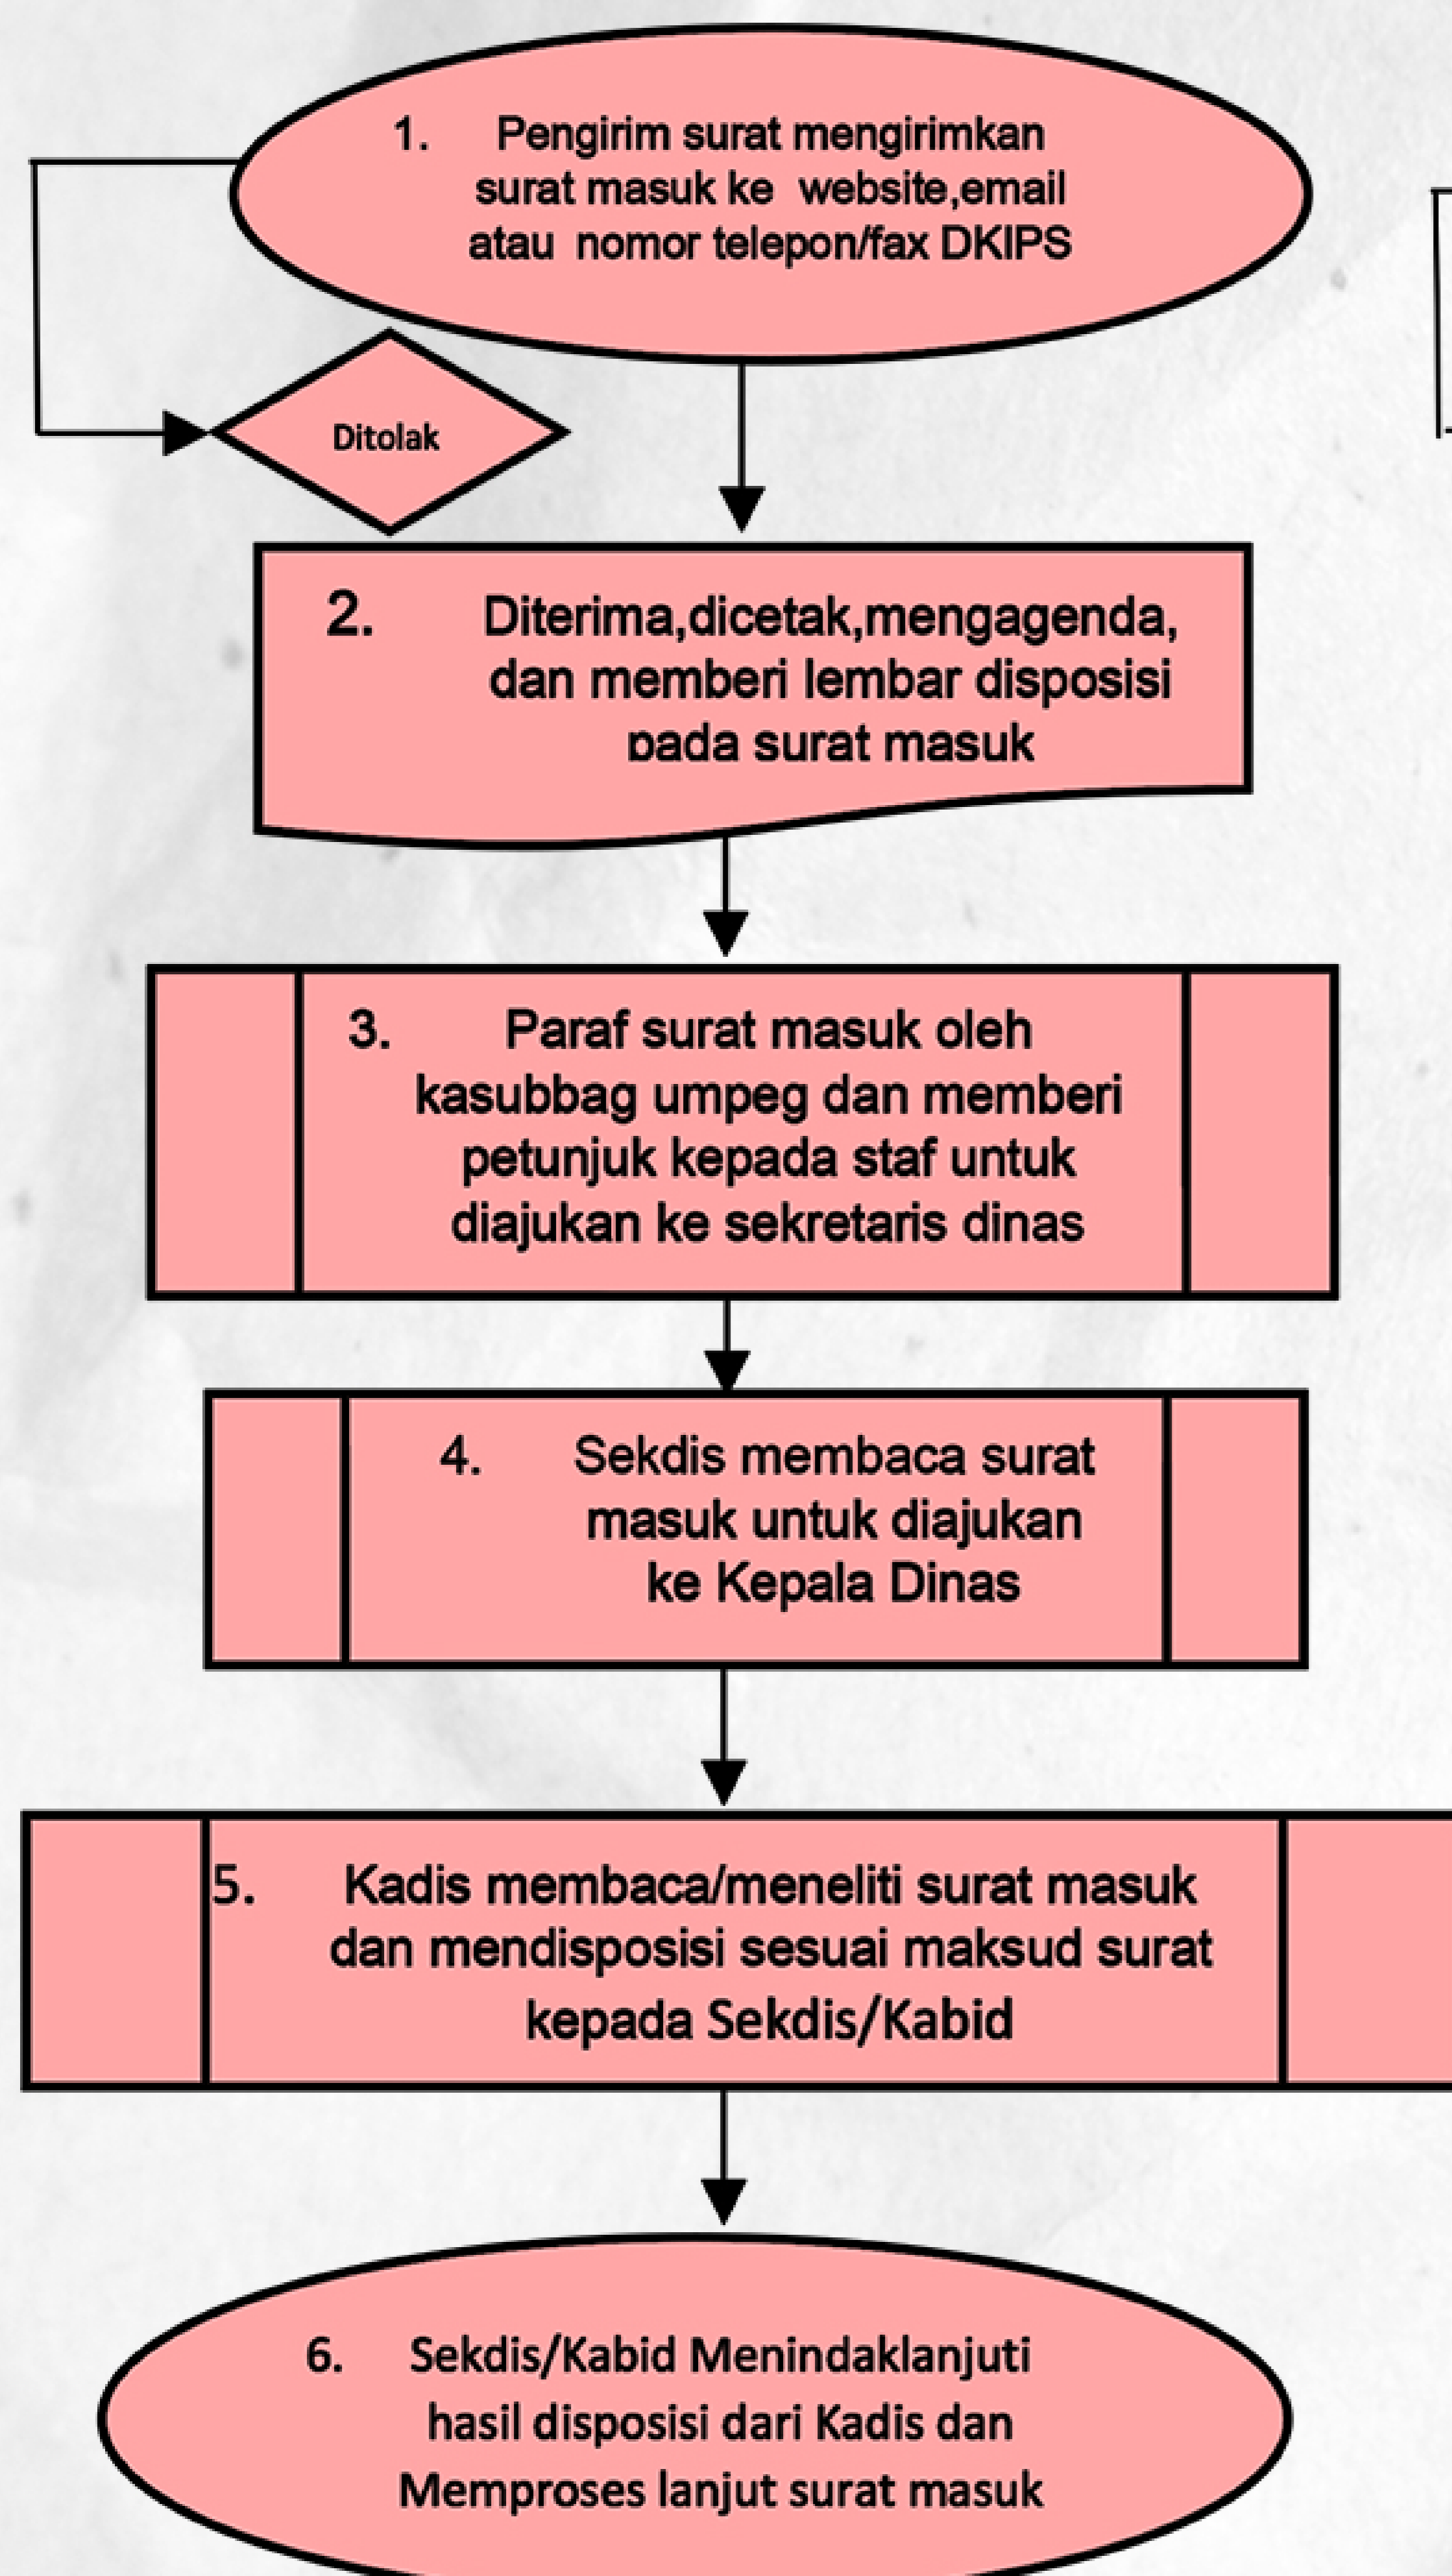 1. Pengirim surat mengirimkan
surat masuk ke website,email
atau nomor telepon/fax DKIPS
Ditolak
2. Diterima,dicetak,mengagenda,
dan memberi lembar disposisi
pada surat masuk
3. Paraf surat masuk oleh
kasubbag umpeg dan memberi
petunjuk kepada staf untuk
diajukan ke sekretaris dinas
4. Sekdis membaca surat
masuk untuk diajukan
ke Kepala Dinas
5. Kadis membaca/meneliti surat masuk
dan mendisposisi sesuai maksud surat
kepada Sekdis/Kabid
6. Sekdis/Kabid Menindaklanjuti
hasil disposisi dari Kadis dan
Memproses lanjut surat masuk